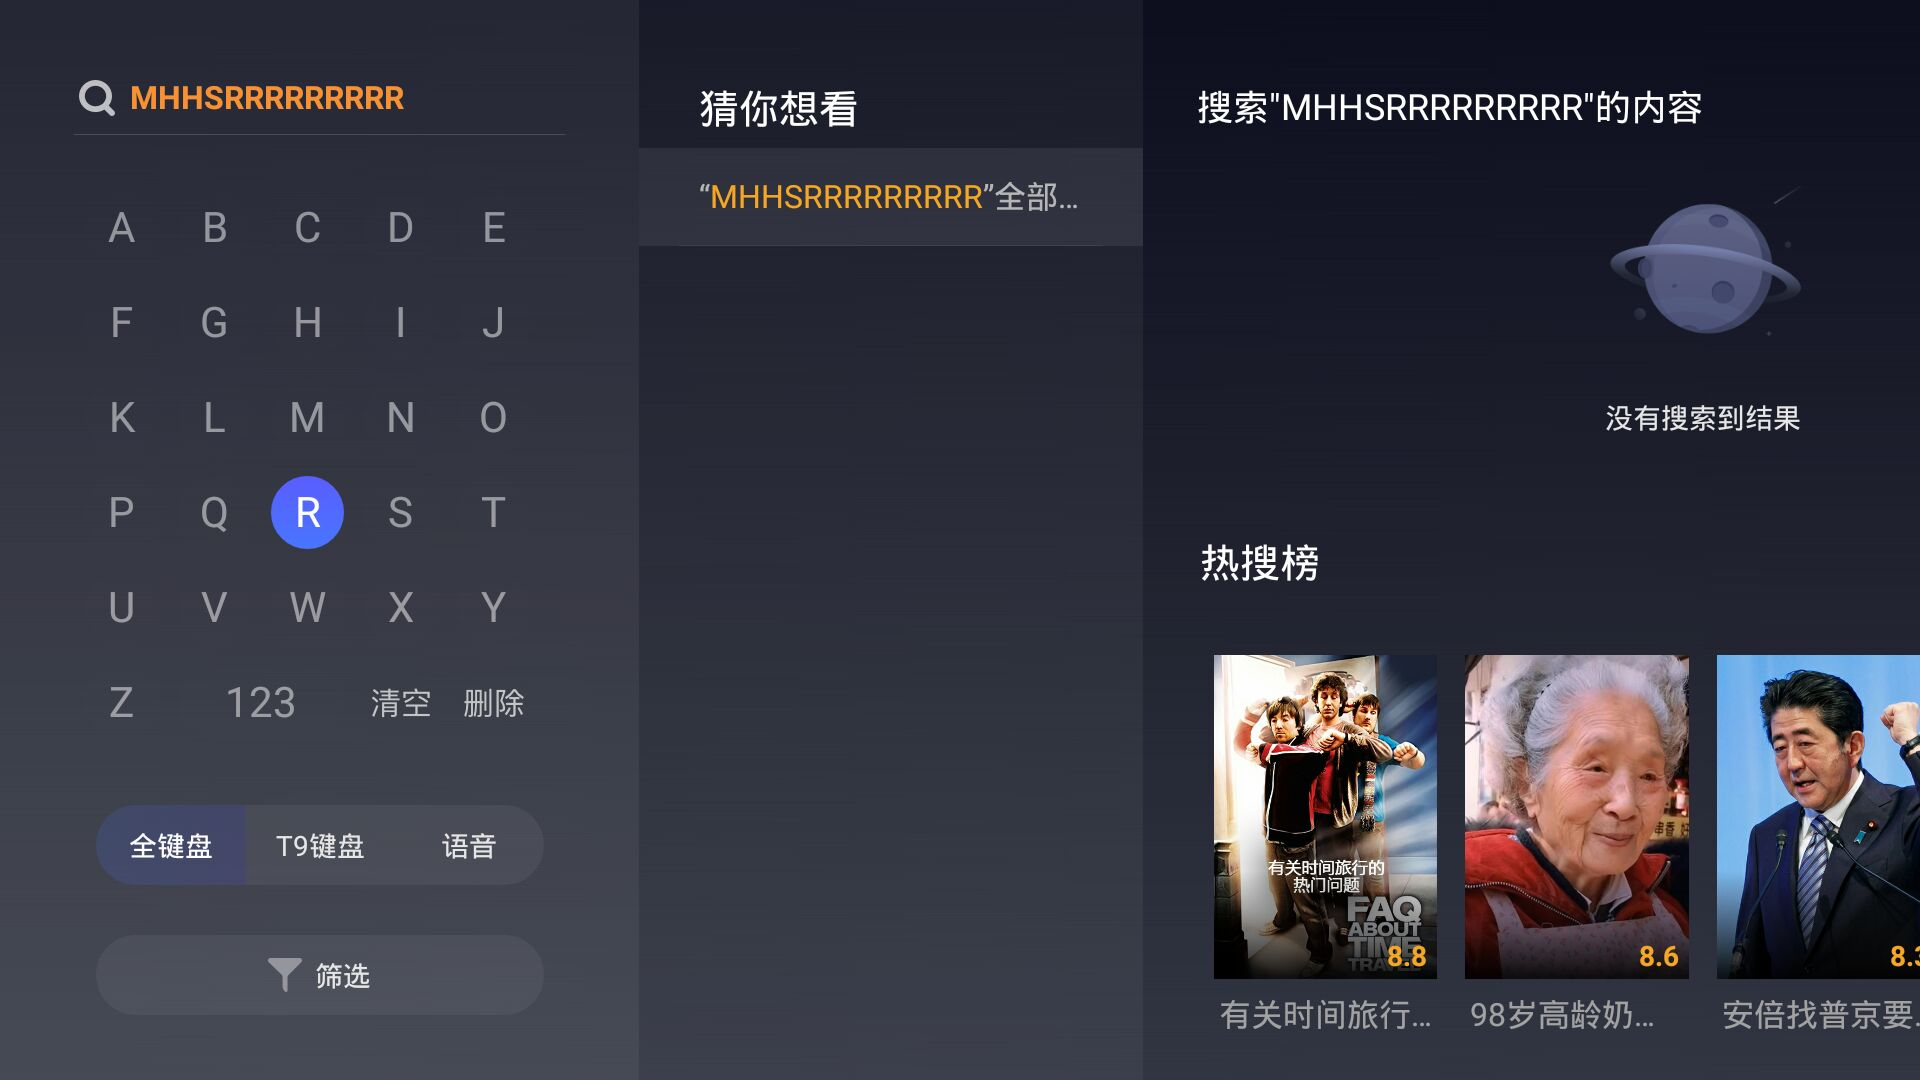 MHHSRRRRRRRRR
A B C D E
F G H I J
K L M N O
P Q R S T
U V W X Y
Z 123 清空 删除
全键盘 T9键盘 语音
筛选
猜你想看
“MHHSRRRRRRRRR”全部...
搜索"MHHSRRRRRRRRR"的内容
没有搜索到结果
热搜榜
有关时间旅行的
热门问题
FAQ
ABOUT
TIME
TRAVEL
8.8
有关时间旅行...
8.6
98岁高龄奶...
8.3
安倍找普京要...